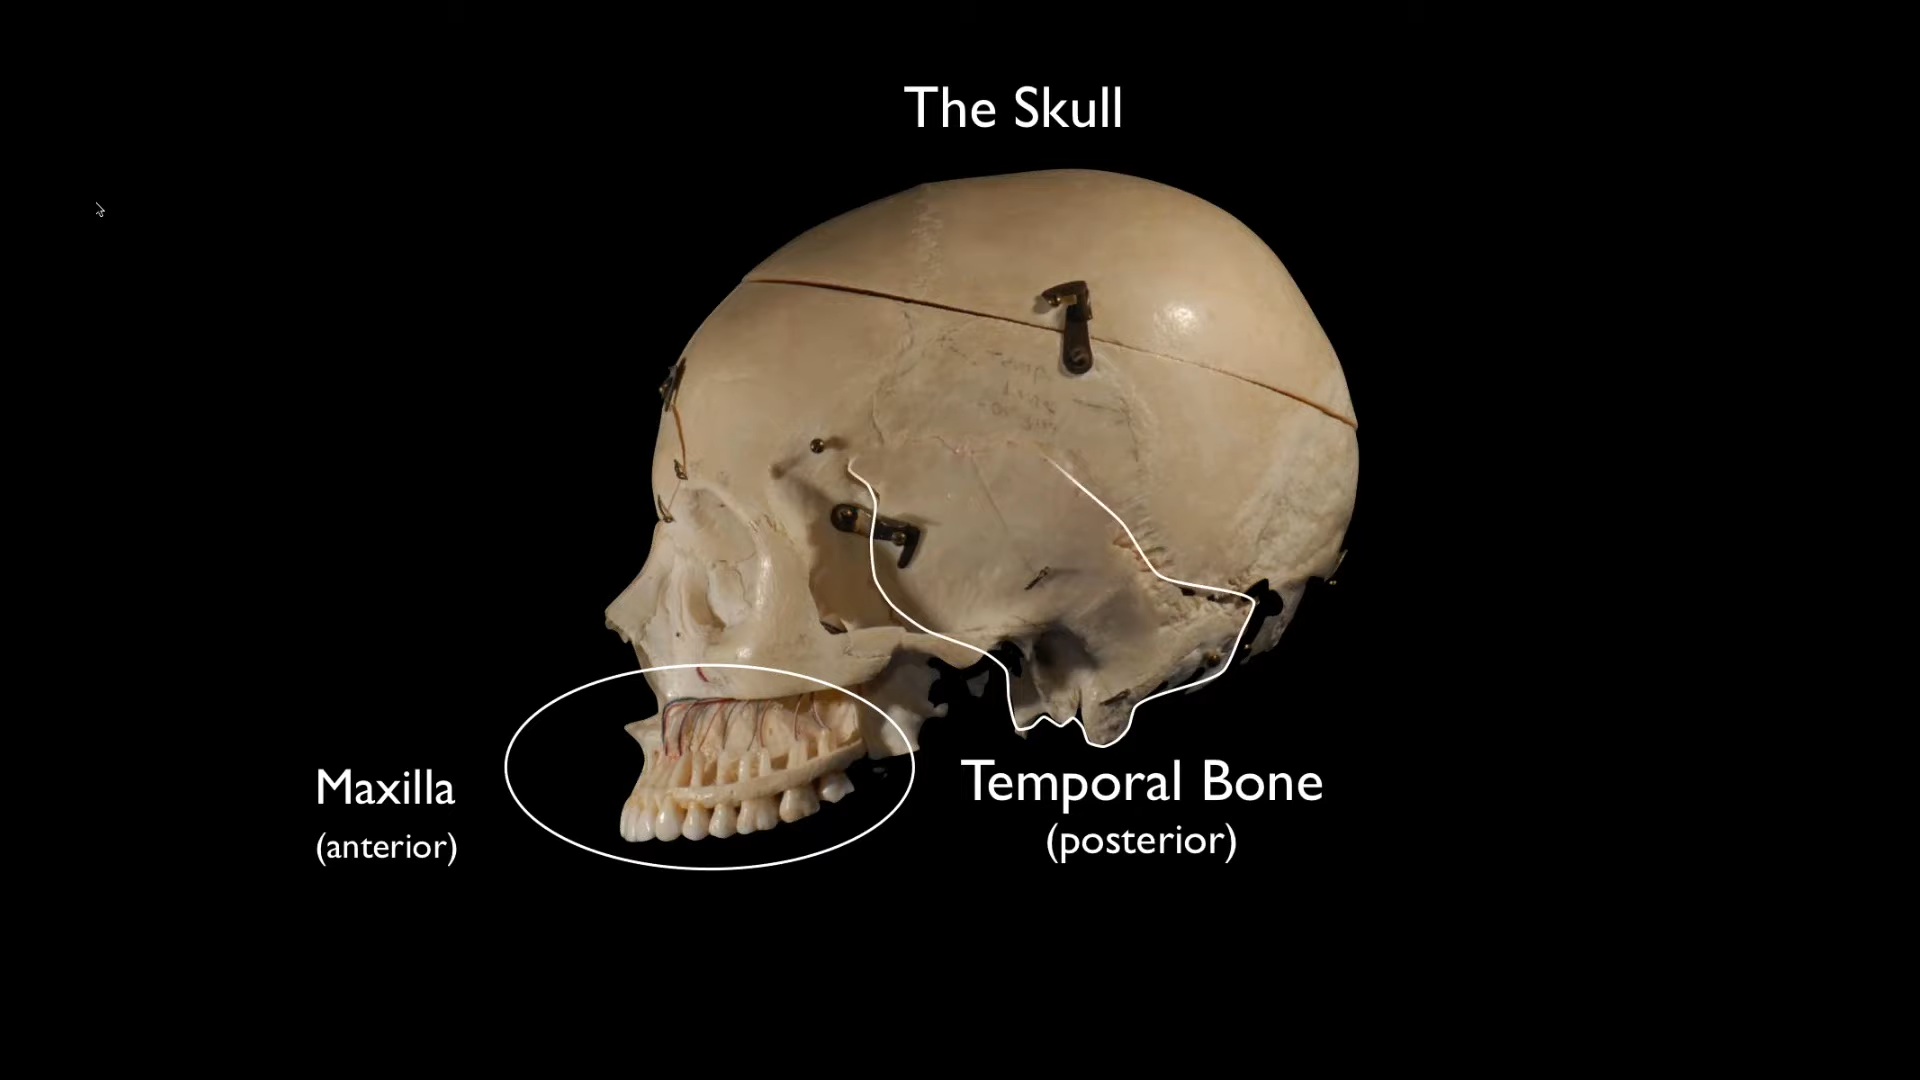 The Skull
Maxilla
(anterior)
Temporal Bone
(posterior)